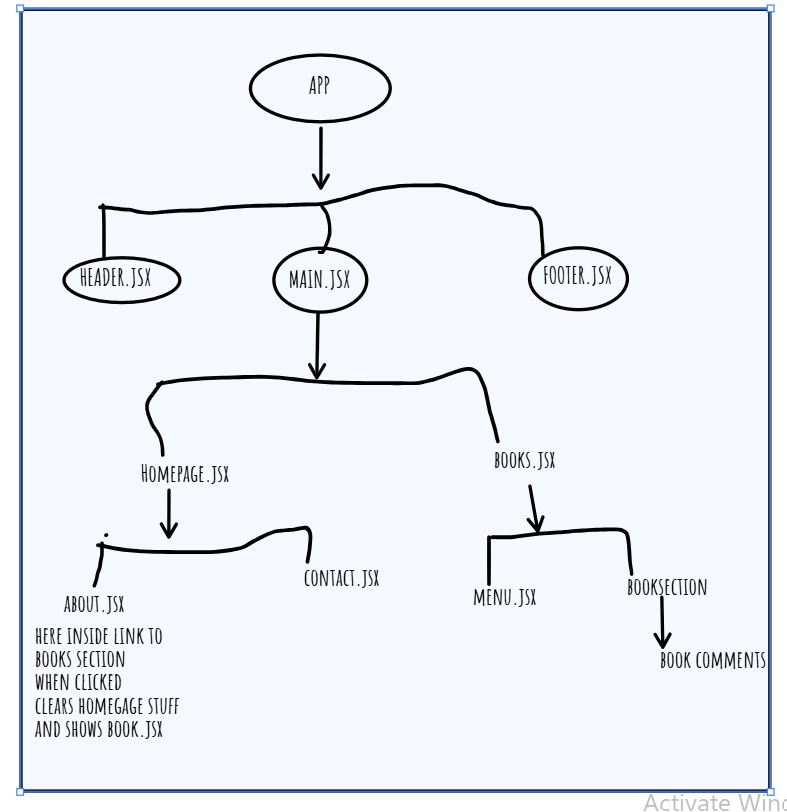 APP
HEADER.JSX
MAIN.JSX
FOOTER.JSX
HOMEPAGE.JSX
BOOKS.JSX
ABOUT.JSX
CONTACT.JSX
MENU.JSX
BOOKSECTION
HERE INSIDE LINK TO
BOOKS SECTION
WHEN CLICKED
CLEARS HOMEGAGE STUFF
AND SHOWS BOOK.JSX
BOOK COMMENTS
Activate Wind